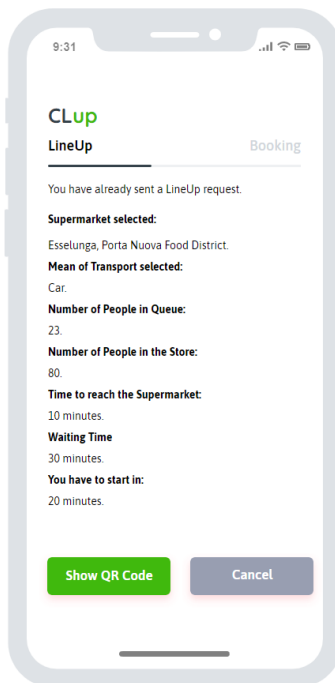 9:31
CLup
LineUp Booking
You have already sent a LineUp request.
Supermarket selected:
Esselunga, Porta Nuova Food District.
Mean of Transport selected:
Car.
Number of People in Queue:
23.
Number of People in the Store:
80.
Time to reach the Supermarket:
10 minutes.
Waiting Time
30 minutes.
You have to start in:
20 minutes.
Show QR Code Cancel